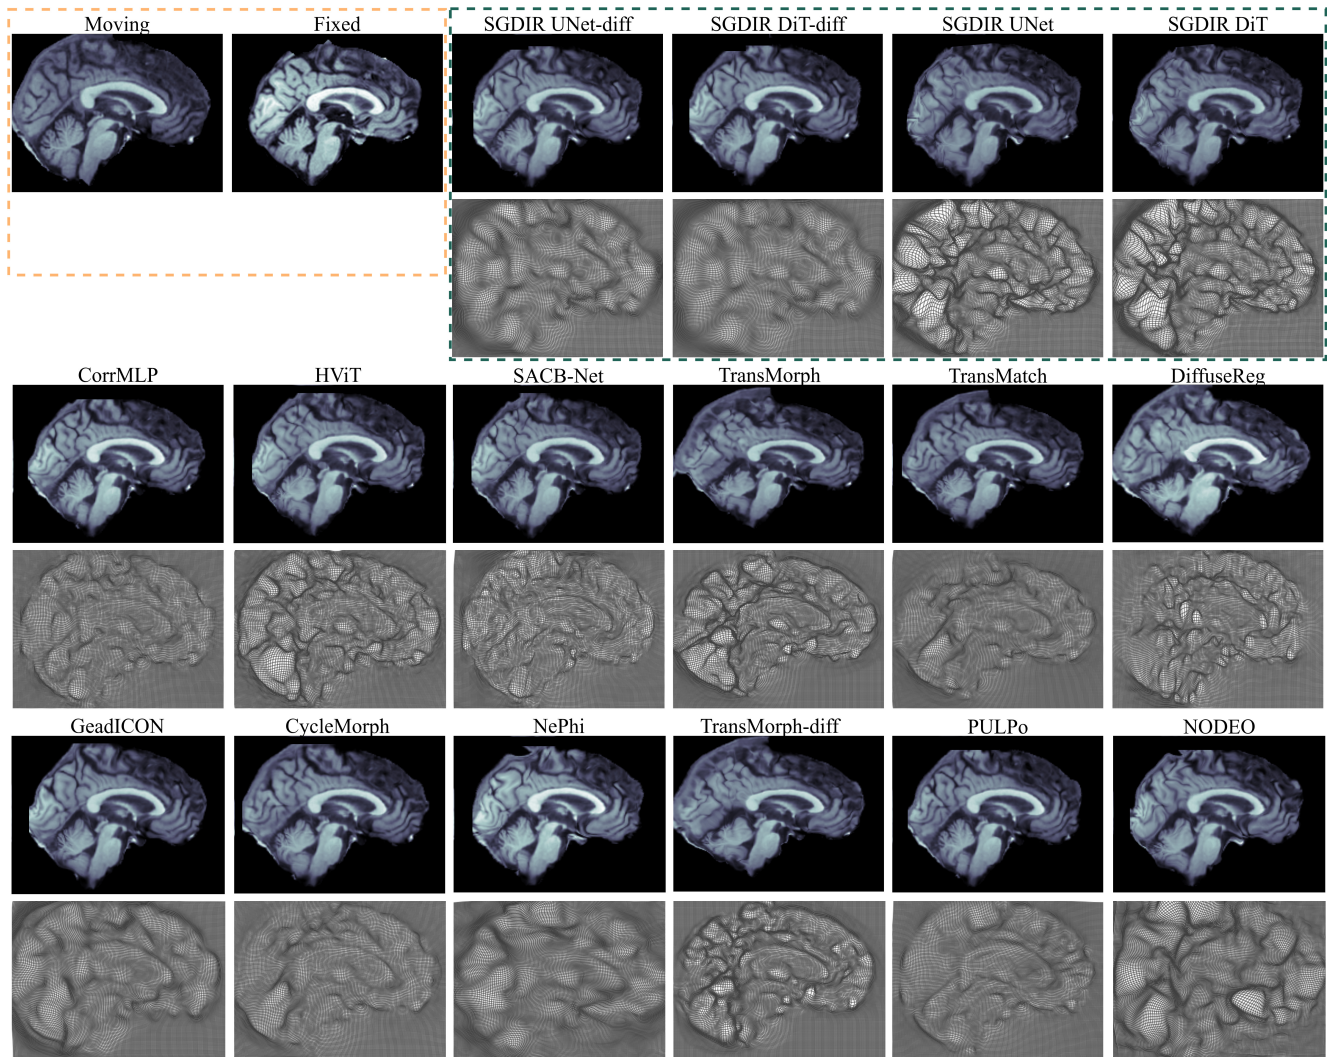 Moving Fixed SGDIR UNet-diff SGDIR DiT-diff SGDIR UNet SGDIR DiT
CorrMLP HViT SACB-Net TransMorph TransMatch DiffuseReg
GeadICON CycleMorph NePhi TransMorph-diff PULPo NODEO